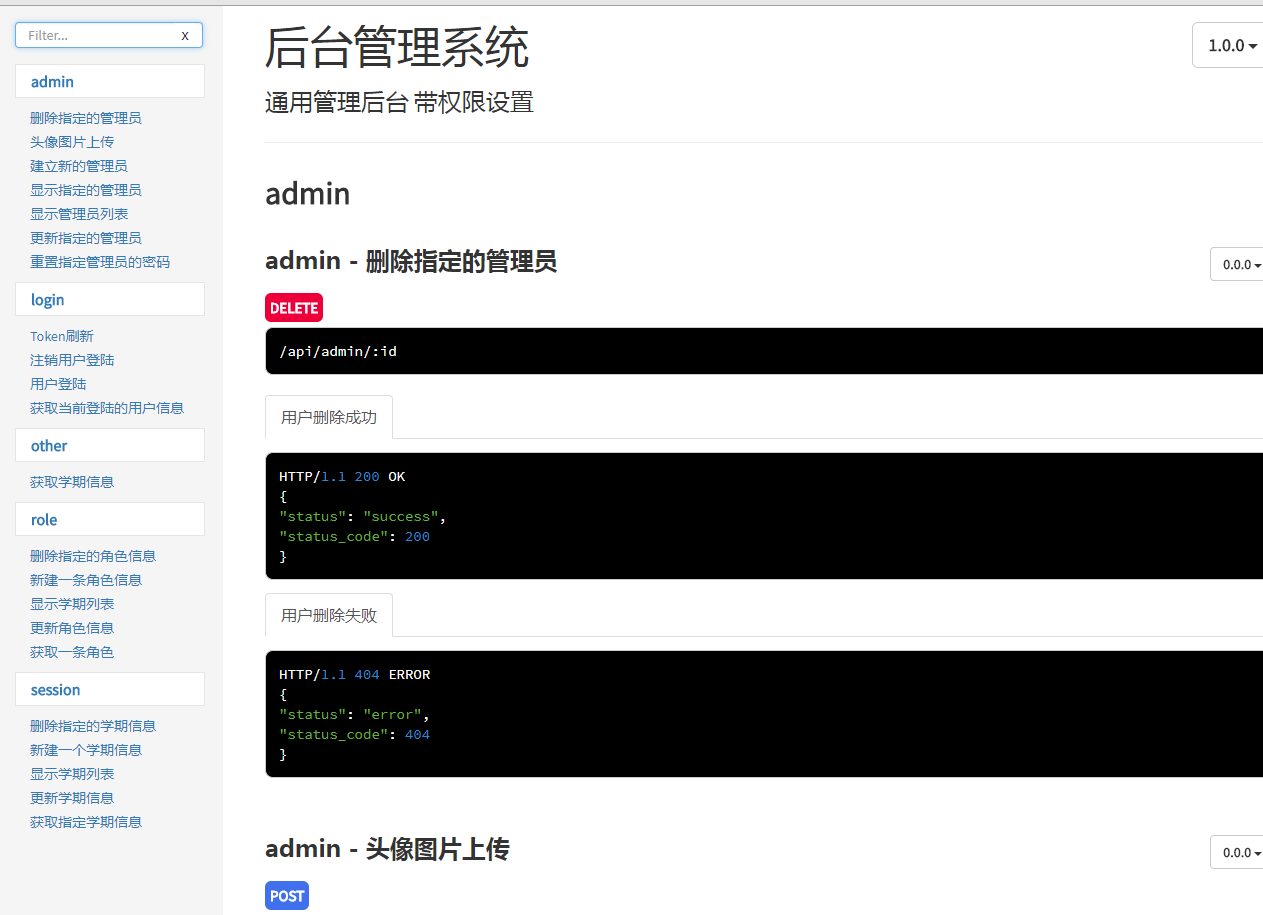 Filter... X
admin
删除指定的管理员
头像图片上传
建立新的管理员
显示指定的管理员
显示管理员列表
更新指定的管理员
重置指定管理员的密码
login
Token刷新
注销用户登陆
用户登陆
获取当前登陆的用户信息
other
获取学期信息
role
删除指定的角色信息
新建一条角色信息
显示学期列表
更新角色信息
获取一条角色
session
删除指定的学期信息
新建一个学期信息
显示学期列表
更新学期信息
获取指定学期信息
后台管理系统
1.0.0
通用管理后台 带权限设置
admin
admin - 删除指定的管理员
0.0.0
DELETE
/api/admin/:id
用户删除成功
HTTP/1.1 200 OK
{
"status": "success",
"status_code": 200
}
用户删除失败
HTTP/1.1 404 ERROR
{
"status": "error",
"status_code": 404
}
admin - 头像图片上传
0.0.0
POST